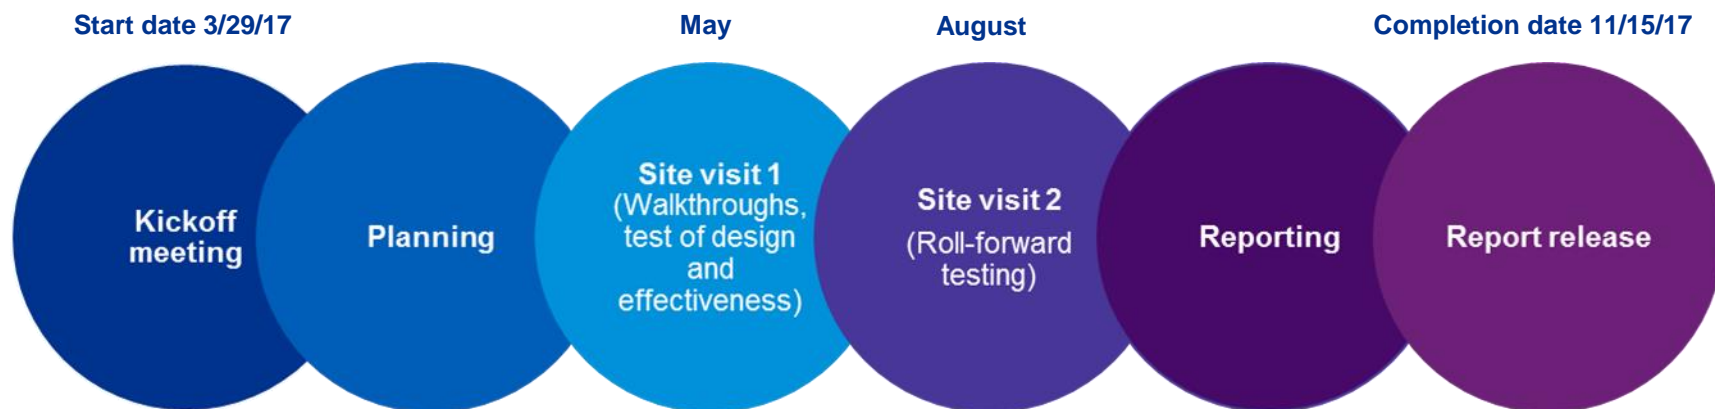 Start date 3/29/17
May
August
Completion date 11/15/17
Kickoff
meeting
Planning
Site visit 1
(Walkthroughs,
test of design
and
effectiveness)
Site visit 2
(Roll-forward
testing)
Reporting
Report release